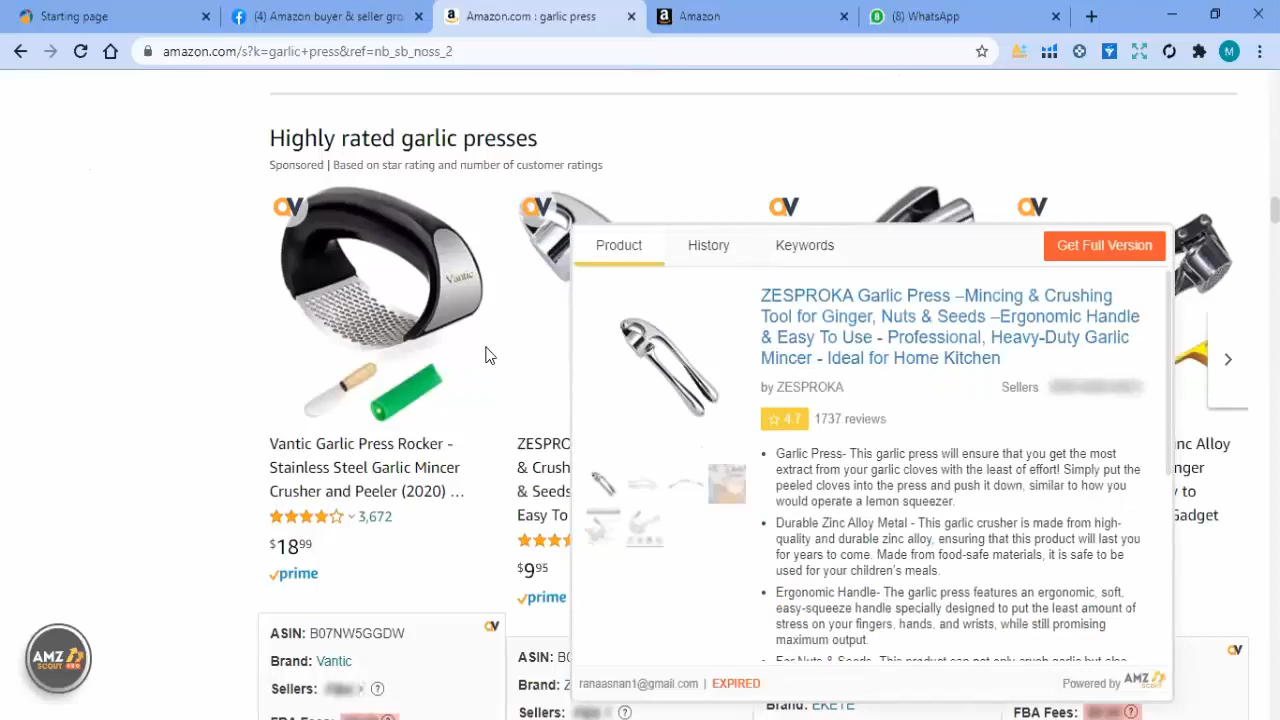 Starting page
(4) Amazon buyer & seller gro
Amazon.com : garlic press
Amazon
(8) WhatsApp
amazon.com/s?k=garlic+press&ref=nb_sb_noss_2
M
Highly rated garlic presses
Sponsored | Based on star rating and number of customer ratings
Vantic
Vantic Garlic Press Rocker -
Stainless Steel Garlic Mincer
Crusher and Peeler (2020) …
3,672
$18 99
prime
ASIN: B07NW5GGDW
Brand: Vantic
Sellers:
FBA Fees:
AMZ
SCOUT PRO
ZESPRO
& Crush
& Seeds
Easy To
$9 95
prime
ASIN: B0
Brand: Z
Sellers:
Product
History
Keywords
Get Full Version
ZESPROKA Garlic Press –Mincing & Crushing
Tool for Ginger, Nuts & Seeds –Ergonomic Handle
& Easy To Use - Professional, Heavy-Duty Garlic
Mincer - Ideal for Home Kitchen
by ZESPROKA
Sellers
4.7
1737 reviews
Garlic Press- This garlic press will ensure that you get the most
extract from your garlic cloves with the least of effort! Simply put the
peeled cloves into the press and push it down, similar to how you
would operate a lemon squeezer.
Durable Zinc Alloy Metal - This garlic crusher is made from high-
quality and durable zinc alloy, ensuring that this product will last you
for years to come. Made from food-safe materials, it is safe to be
used for your children's meals.
Ergonomic Handle- The garlic press features an ergonomic, soft,
easy-squeeze handle specially designed to put the least amount of
stress on your fingers, hands, and wrists, while still promising
maximum output.
For Nuts & Seeds- This product can not only crush garlic but also
ranaasnan1@gmail.com | EXPIRED
Powered by AMZ
SCOUT
Brand: EKETE
inc Alloy
nger
y to
Gadget
FBA Fees: